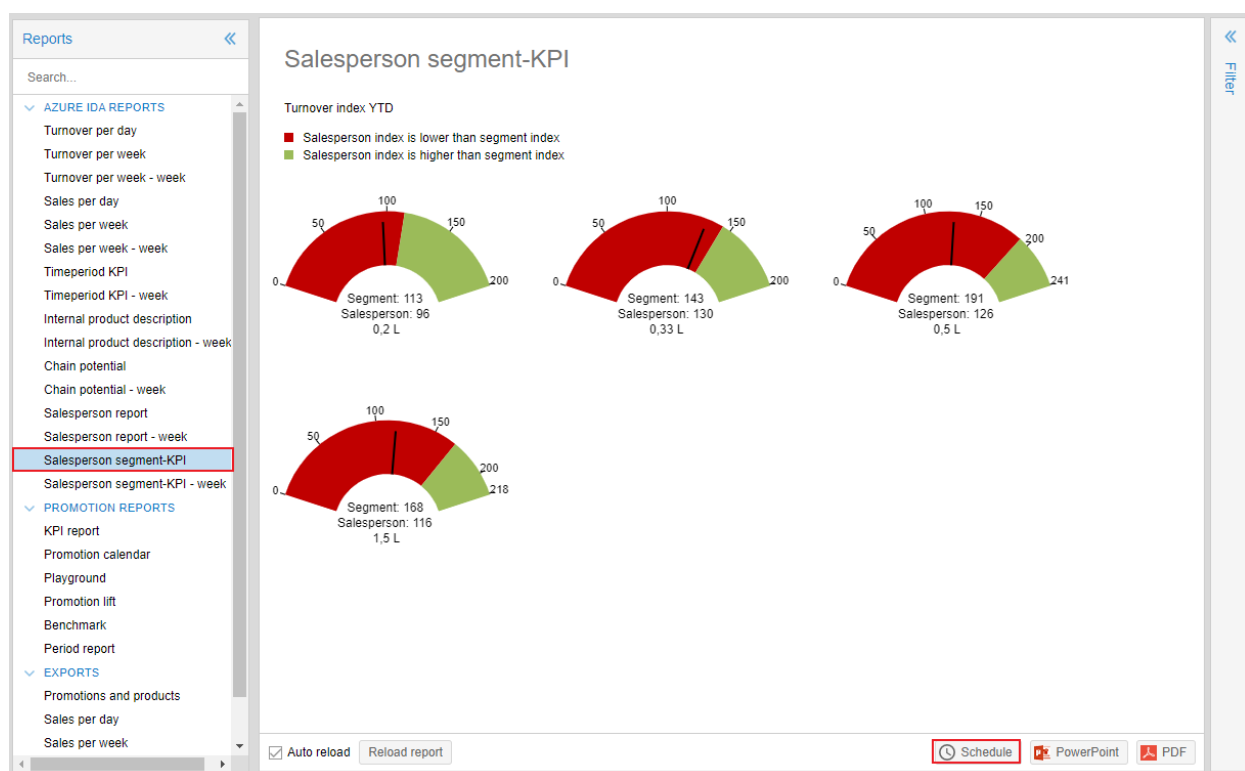 Reports
Search...
AZURE IDA REPORTS
Turnover per day
Turnover per week
Turnover per week - week
Sales per day
Sales per week
Sales per week - week
Timeperiod KPI
Timeperiod KPI - week
Internal product description
Internal product description - week
Chain potential
Chain potential - week
Salesperson report
Salesperson report - week
Salesperson segment-KPI
Salesperson segment-KPI - week
PROMOTION REPORTS
KPI report
Promotion calendar
Playground
Promotion lift
Benchmark
Period report
EXPORTS
Promotions and products
Sales per day
Sales per week
Salesperson segment-KPI
Turnover index YTD
Salesperson index is lower than segment index
Salesperson index is higher than segment index
0
50
100
150
200
Segment: 113
Salesperson: 96
0,2 L
0
50
100
150
200
Segment: 143
Salesperson: 130
0,33 L
0
50
100
150
200
241
Segment: 191
Salesperson: 126
0,5 L
0
50
100
150
200
218
Segment: 168
Salesperson: 116
1,5 L
Auto reload
Reload report
Schedule
PowerPoint
PDF
Filter